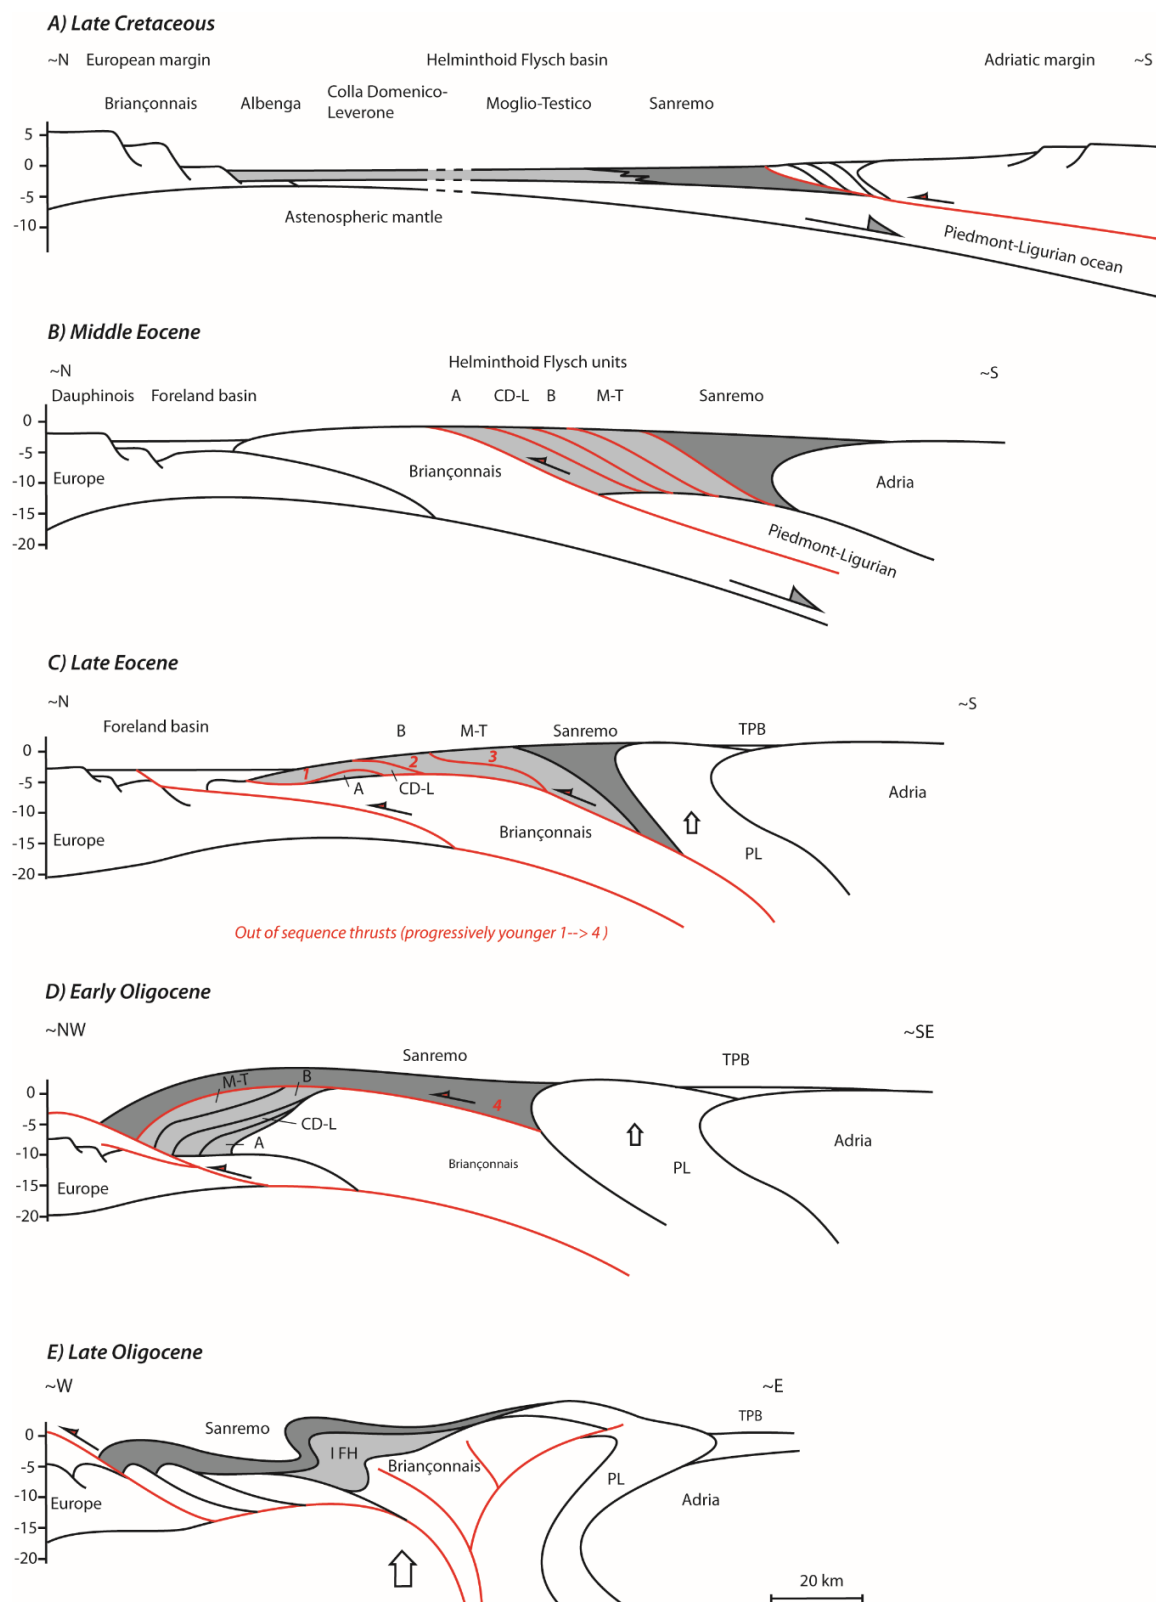 A) Late Cretaceous
~N European margin Helminthoid Flysch basin Adriatic margin ~S
Colla Domenico-
Briançonnais Albenga Leverone Moglio-Testico Sanremo
5
0
-5
-10
Astenospheric mantle
Piedmont-Ligurian ocean
B) Middle Eocene
Helminthoid Flysch units
~N ~S
Dauphinois Foreland basin A CD-L B M-T Sanremo
0
-5
-10
-15
-20
Europe Briançonnais Adria
Piedmont-Ligurian
C) Late Eocene
~N ~S
Foreland basin B M-T Sanremo TPB
0
-5
-10
-15
-20
1 2 3
A CD-L
Europe Briançonnais PL Adria
Out of sequence thrusts (progressively younger 1--> 4 )
D) Early Oligocene
~NW ~SE
Sanremo TPB
0
-5
-10
-15
-20
M-T B 4
CD-L
A
Europe Briançonnais PL Adria
E) Late Oligocene
~W ~E
Sanremo TPB
0
-5
-10
-15
-20
I FH
Briançonnais
PL
Europe Adria
20 km